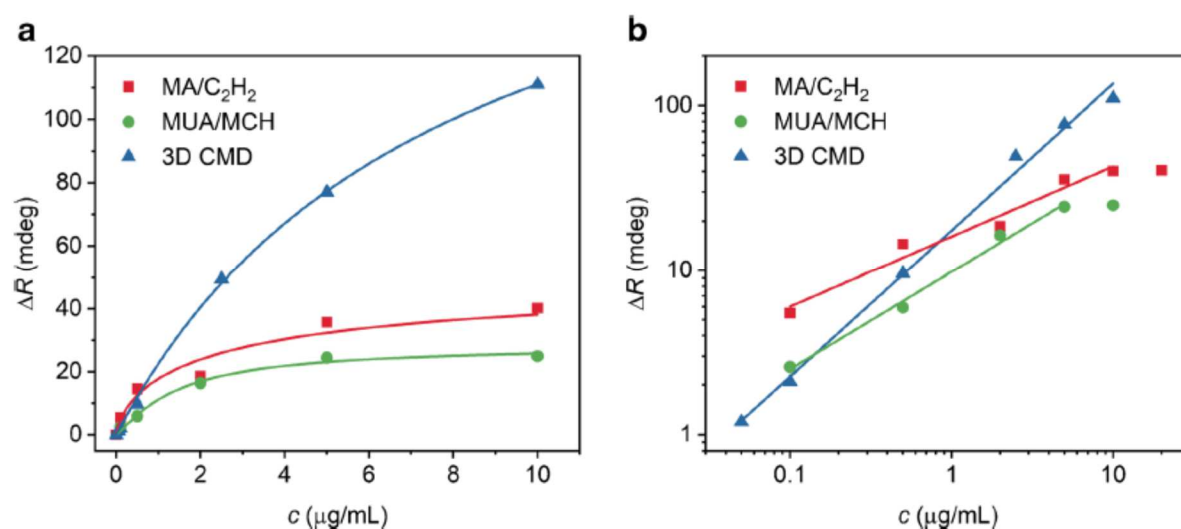 a
120
100
80
60
40
20
0
ΔR (mdeg)
MA/C₂H₂
MUA/MCH
3D CMD
0 2 4 6 8 10
c (μg/mL)
b
100
10
1
ΔR (mdeg)
MA/C₂H₂
MUA/MCH
3D CMD
0.1 1 10
c (μg/mL)